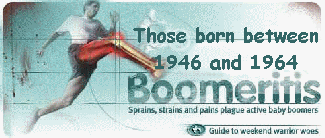 Those born between
1946 and 1964
Boomeritis
Sprains, strains and pains plague active baby boomers
Guide to weekend warrior woes